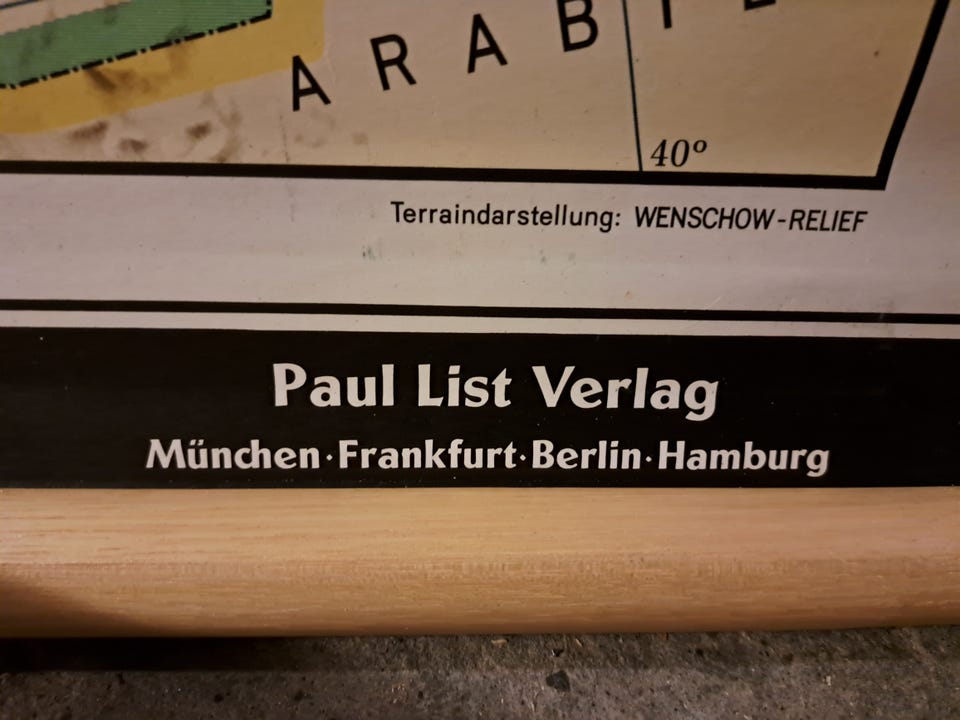 ARABI
40°
Terraindarstellung: WENSCHOW-RELIEF
Paul List Verlag
München·Frankfurt·Berlin·Hamburg